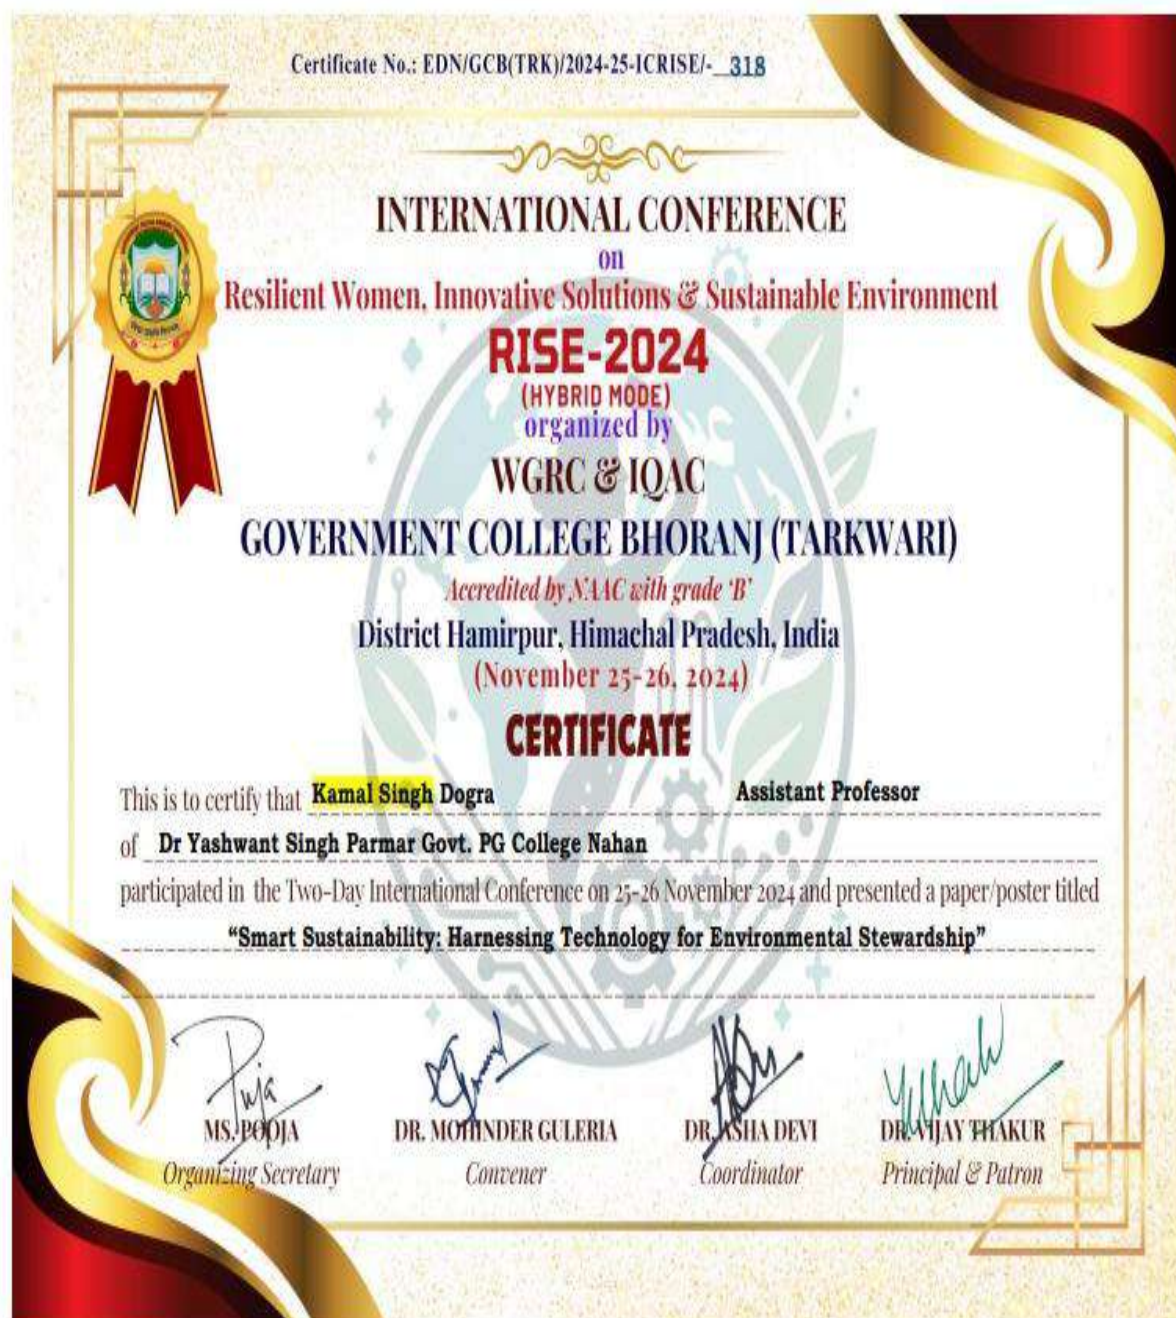 Certificate No.: EDN/GCB(TRK)/2024-25-ICRISE/- 318
INTERNATIONAL CONFERENCE
on
Resilient Women, Innovative Solutions & Sustainable Environment
RISE-2024
(HYBRID MODE)
organized by
WGRC & IQAC
GOVERNMENT COLLEGE BHORANJ (TARKWARI)
Accredited by NAAC with grade ‘B’
District Hamirpur, Himachal Pradesh, India
(November 25-26, 2024)
CERTIFICATE
This is to certify that Kamal Singh Dogra Assistant Professor
of Dr Yashwant Singh Parmar Govt. PG College Nahan
participated in the Two-Day International Conference on 25-26 November 2024 and presented a paper/poster titled
“Smart Sustainability: Harnessing Technology for Environmental Stewardship”
Puja
MS. POOJA DR. MOHINDER GULERIA DR. ASHA DEVI DR. VIJAY THAKUR
Organizing Secretary Convener Coordinator Principal & Patron